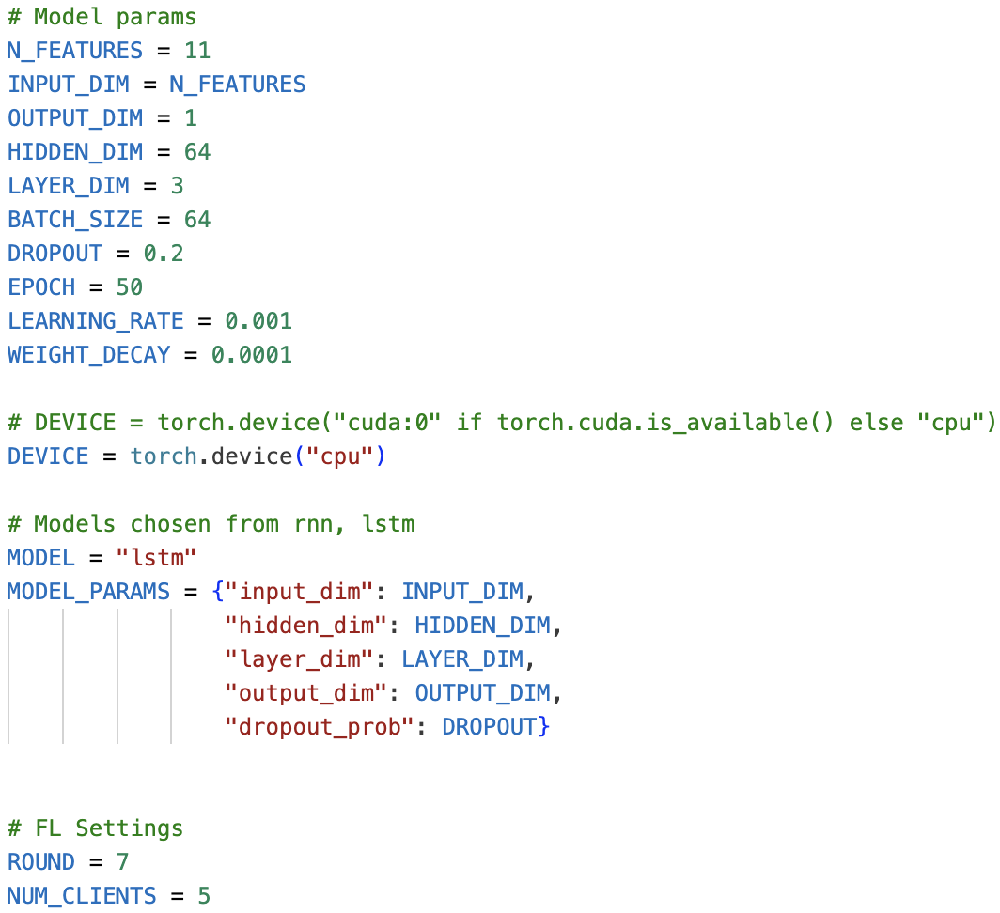 # Model params
N_FEATURES = 11
INPUT_DIM = N_FEATURES
OUTPUT_DIM = 1
HIDDEN_DIM = 64
LAYER_DIM = 3
BATCH_SIZE = 64
DROPOUT = 0.2
EPOCH = 50
LEARNING_RATE = 0.001
WEIGHT_DECAY = 0.0001

# DEVICE = torch.device("cuda:0" if torch.cuda.is_available() else "cpu")
DEVICE = torch.device("cpu")

# Models chosen from rnn, lstm
MODEL = "lstm"
MODEL_PARAMS = {"input_dim": INPUT_DIM,
                "hidden_dim": HIDDEN_DIM,
                "layer_dim": LAYER_DIM,
                "output_dim": OUTPUT_DIM,
                "dropout_prob": DROPOUT}

# FL Settings
ROUND = 7
NUM_CLIENTS = 5